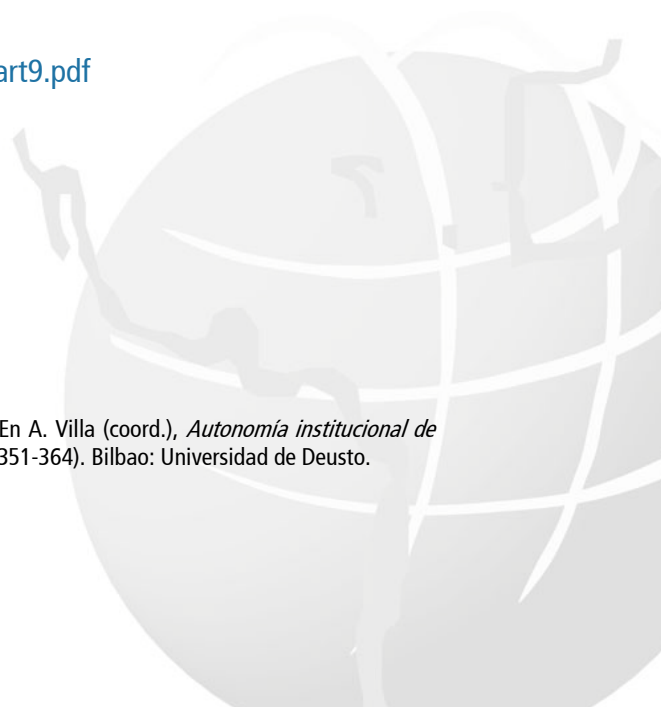 art9.pdf
En A. Villa (coord.), Autonomía institucional de
351-364). Bilbao: Universidad de Deusto.